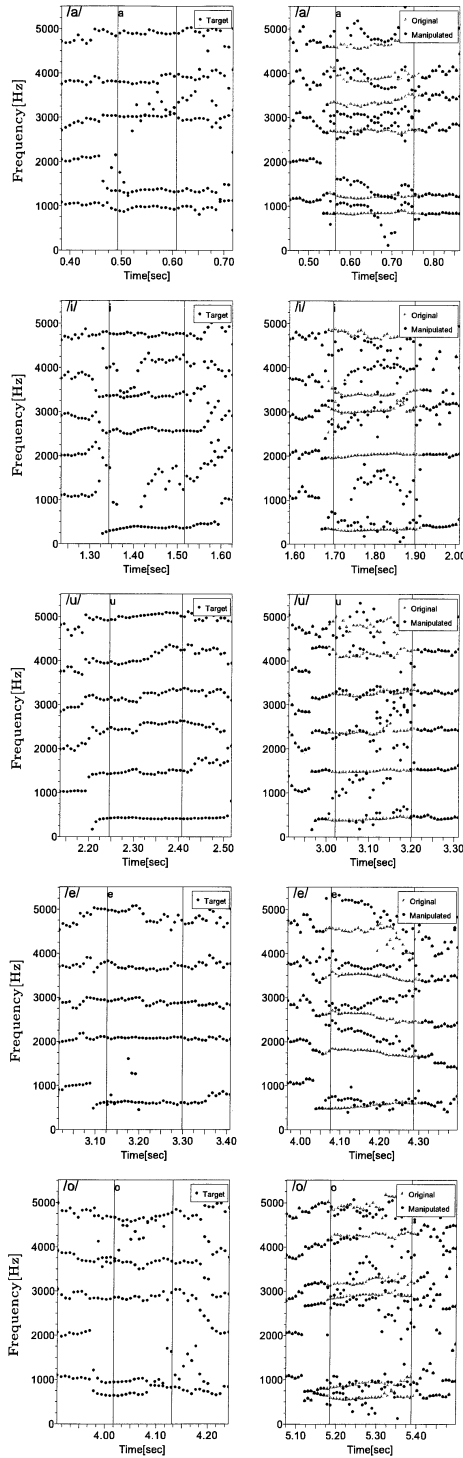 /a/ a Target
Frequency[Hz]
5000
4000
3000
2000
1000
0
0.40 0.50 0.60 0.70
Time[sec]
/a/ a Original
Manipulated
5000
4000
3000
2000
1000
0
0.50 0.60 0.70 0.80
Time[sec]
/i/ i Target
Frequency[Hz]
5000
4000
3000
2000
1000
0
1.30 1.40 1.50 1.60
Time[sec]
/i/ i Original
Manipulated
5000
4000
3000
2000
1000
0
1.60 1.70 1.80 1.90 2.0
Time[sec]
/u/ u Target
Frequency[Hz]
5000
4000
3000
2000
1000
0
2.20 2.30 2.40 2.50
Time[sec]
/u/ u Original
Manipulated
5000
4000
3000
2000
1000
0
3.00 3.10 3.20 3.30
Time[sec]
/e/ e Target
Frequency[Hz]
5000
4000
3000
2000
1000
0
3.10 3.20 3.30 3.40
Time[sec]
/e/ e Original
Manipulated
5000
4000
3000
2000
1000
0
4.00 4.10 4.20 4.30
Time[sec]
/o/ o Target
Frequency[Hz]
5000
4000
3000
2000
1000
0
4.00 4.10 4.20
Time[sec]
/o/ o Original
Manipulated
5000
4000
3000
2000
1000
0
5.10 5.20 5.30 5.40
Time[sec]